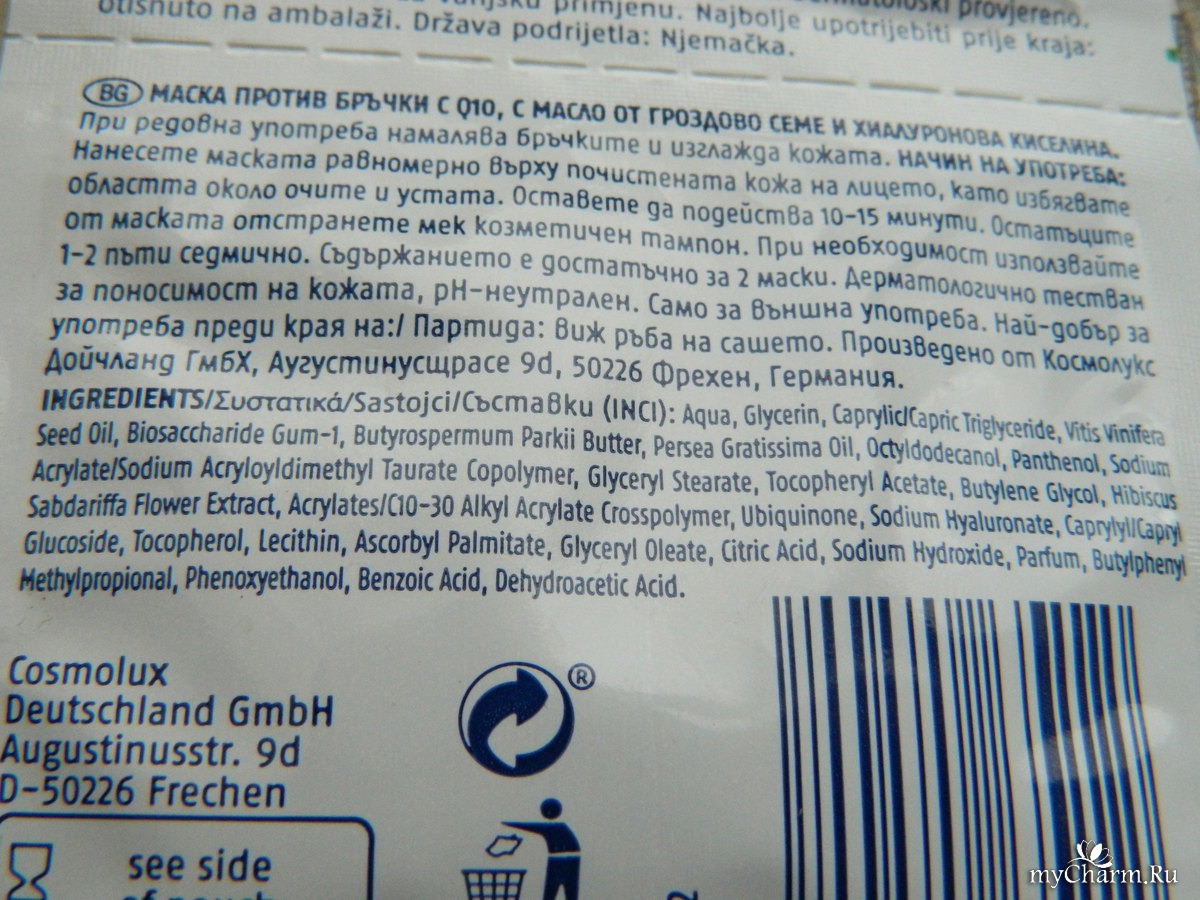 provjereno.
primjenu. Najbolje upotrijebiti prije kraja:
otisnuto na ambalaži. Država podrijetla: Njemačka.
BG МАСКА ПРОТИВ БРЪЧКИ С Q10, С МАСЛО ОТ ГРОЗДОВО СЕМЕ И ХИАЛУРОНОВА КИСЕЛИНА.
При редовна употреба намалява бръчките и изглажда кожата. НАЧИН НА УПОТРЕБА:
Нанесете маската равномерно върху почистената кожа на лицето, като избягвате
областта около очите и устата. Оставете да подейства 10-15 минути. Остатъците
от маската отстранете мек козметичен тампон. При необходимост използвайте
1-2 пъти седмично. Съдържанието е достатъчно за 2 маски. Дерматологично тестван
за поносимост на кожата, pH-неутрален. Само за външна употреба. Най-добър за
употреба преди края на:/ Партида: виж ръба на сашето. Произведено от Космолукс
Дойчланд ГмбХ, Аугустинусщрасе 9d, 50226 Фрехен, Германия.
INGREDIENTS/Συστατικά/Sastojci/Съставки (INCI): Aqua, Glycerin, Caprylic/Capric Triglyceride, Vitis Vinifera
Seed Oil, Biosaccharide Gum-1, Butyrospermum Parkii Butter, Persea Gratissima Oil, Octyldodecanol, Panthenol, Sodium
Acrylate/Sodium Acryloyldimethyl Taurate Copolymer, Glyceryl Stearate, Tocopheryl Acetate, Butylene Glycol, Hibiscus
Sabdariffa Flower Extract, Acrylates/C10-30 Alkyl Acrylate Crosspolymer, Ubiquinone, Sodium Hyaluronate, Caprylyl/Capryl
Glucoside, Tocopherol, Lecithin, Ascorbyl Palmitate, Glyceryl Oleate, Citric Acid, Sodium Hydroxide, Parfum, Butylphenyl
Methylpropional, Phenoxyethanol, Benzoic Acid, Dehydroacetic Acid.
Cosmolux
Deutschland GmbH
Augustinusstr. 9d
D-50226 Frechen
®
see side
of pouch
myCharm.Ru